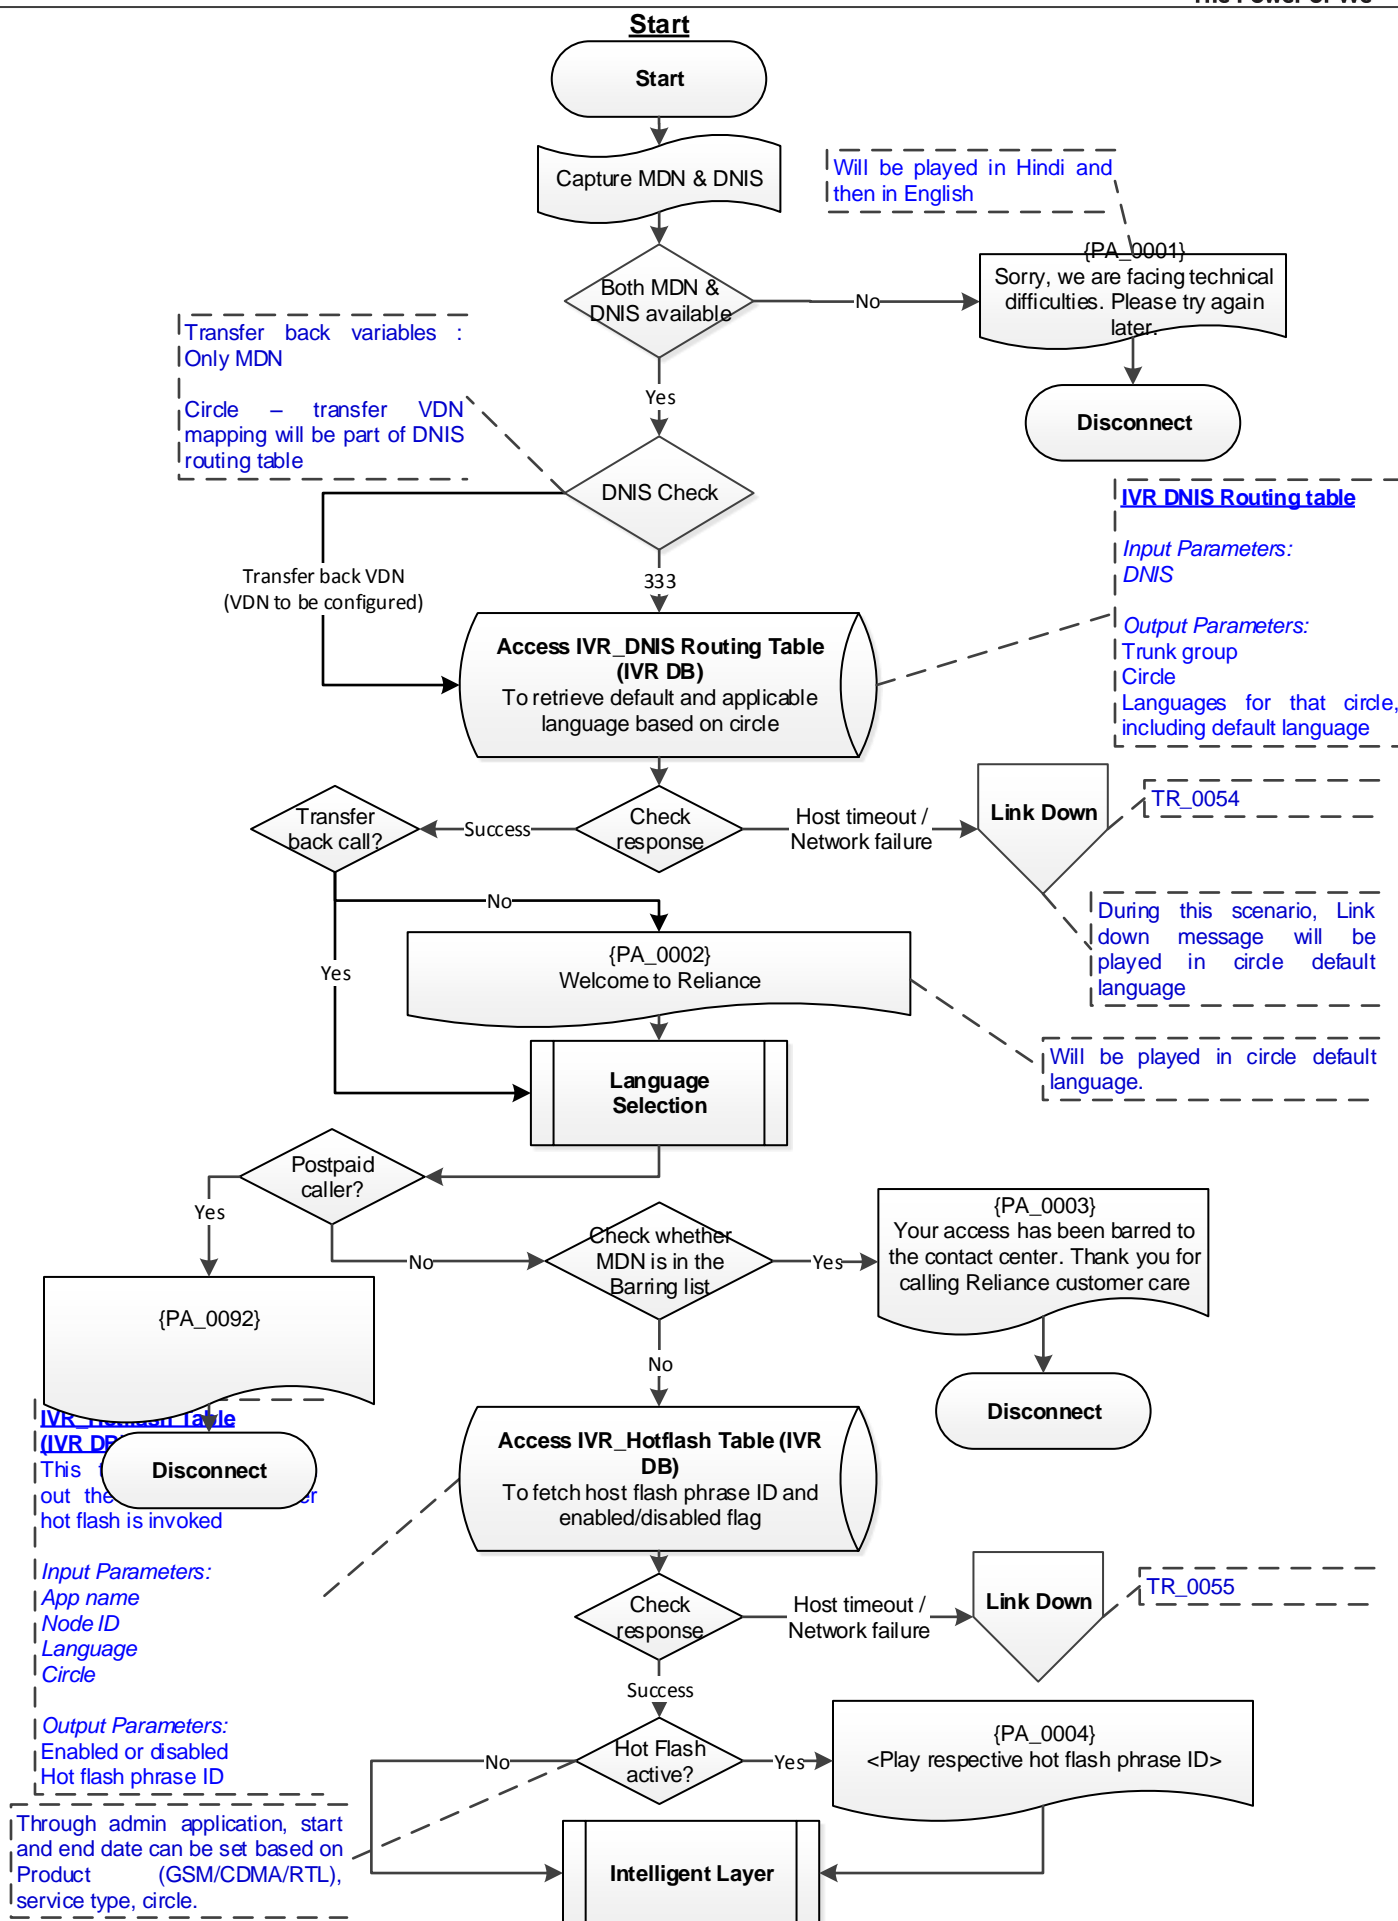 Start
Start
Capture MDN & DNIS
Will be played in Hindi and
then in English
Both MDN &
DNIS available
No
{PA_0001}
Sorry, we are facing technical
difficulties. Please try again
later.
Disconnect
Yes
Transfer back variables :
Only MDN
Circle – transfer VDN
mapping will be part of DNIS
routing table
DNIS Check
Transfer back VDN
(VDN to be configured)
333
IVR DNIS Routing table
Input Parameters:
DNIS
Output Parameters:
Trunk group
Circle
Languages for that circle,
including default language
Access IVR_DNIS Routing Table
(IVR DB)
To retrieve default and applicable
language based on circle
Transfer
back call?
Success
Check
response
Host timeout /
Network failure
Link Down
TR_0054
During this scenario, Link
down message will be
played in circle default
language
No
Yes
{PA_0002}
Welcome to Reliance
Will be played in circle default
language.
Language
Selection
Postpaid
caller?
Yes
No
Check whether
MDN is in the
Barring list
Yes
{PA_0003}
Your access has been barred to
the contact center. Thank you for
calling Reliance customer care
Disconnect
No
{PA_0092}
Disconnect
IVR_Hotflash Table
(IVR DB
This
out the
hot flash is invoked
Input Parameters:
App name
Node ID
Language
Circle
Output Parameters:
Enabled or disabled
Hot flash phrase ID
Access IVR_Hotflash Table (IVR
DB)
To fetch host flash phrase ID and
enabled/disabled flag
Check
response
Host timeout /
Network failure
Link Down
TR_0055
Success
Hot Flash
active?
No
Yes
{PA_0004}
<Play respective hot flash phrase ID>
Through admin application, start
and end date can be set based on
Product (GSM/CDMA/RTL),
service type, circle.
Intelligent Layer